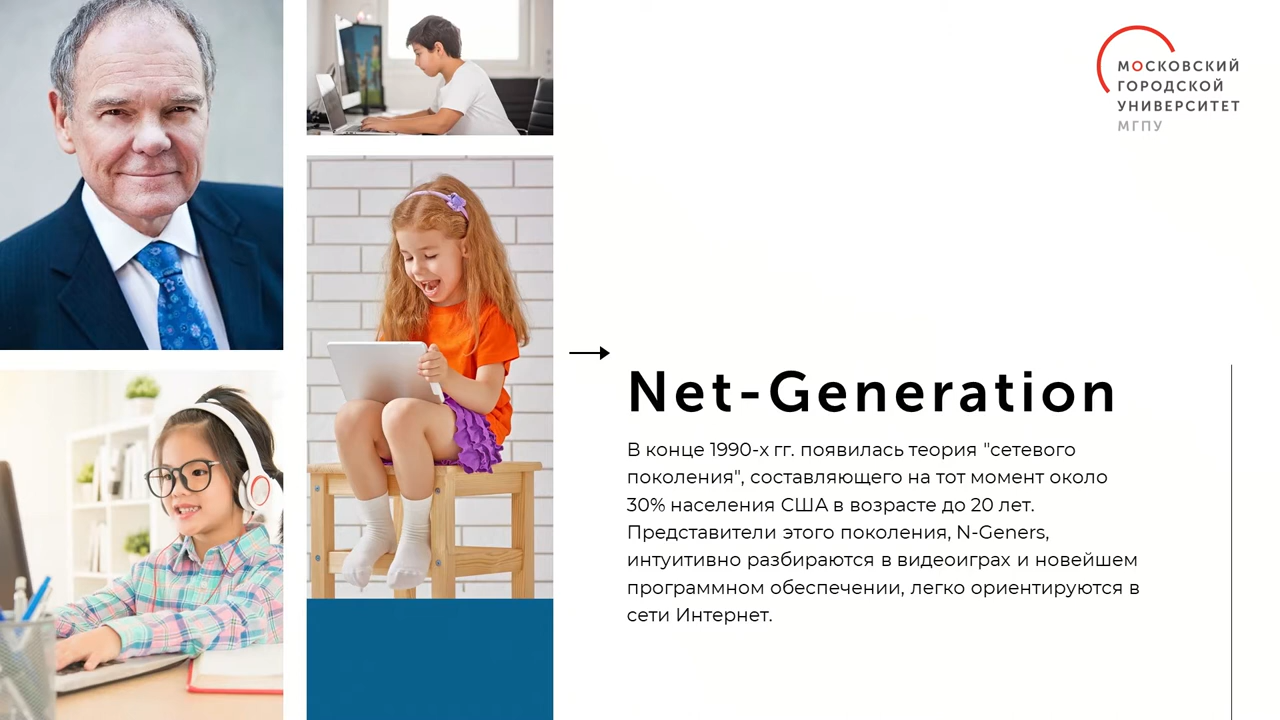 МОСКОВСКИЙ
ГОРОДСКОЙ
УНИВЕРСИТЕТ
МГПУ
Net-Generation
В конце 1990-х гг. появилась теория "сетевого
поколения", составляющего на тот момент около
30% населения США в возрасте до 20 лет.
Представители этого поколения, N-Geners,
интуитивно разбираются в видеоиграх и новейшем
программном обеспечении, легко ориентируются в
сети Интернет.